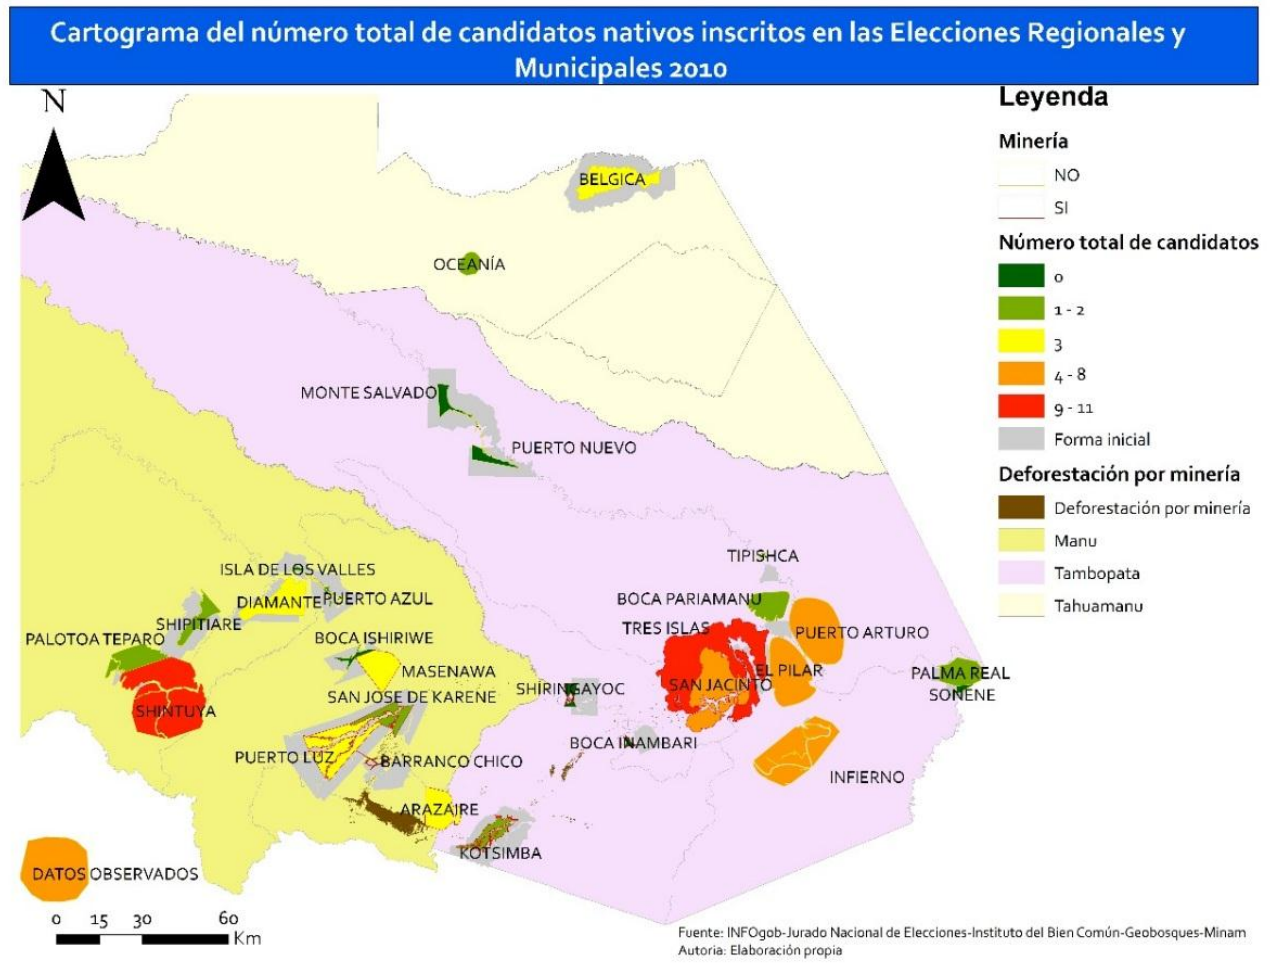 Cartograma del número total de candidatos nativos inscritos en las Elecciones Regionales y
Municipales 2010
N
Leyenda
Minería
NO
SI
Número total de candidatos
0
1 - 2
3
4 - 8
9 - 11
Forma inicial
Deforestación por minería
Deforestación por minería
Manu
Tambopata
Tahuamanu
BELGICA
OCEANÍA
MONTE SALVADO
PUERTO NUEVO
TIPISHCA
ISLA DE LOS VALLES
DIAMANTE
PUERTO AZUL
BOCA PARIAMANU
SHIPITIARE
TRES ISLAS
PUERTO ARTURO
PALOTOA TEPARO
BOCA ISHIRIWE
MASENAWA
EL PILAR
PALMA REAL
SAN JACINTO
SHIRINGAYOC
SAN JOSE DE KARENE
SONENE
SHINTUYA
BOCA INAMBARI
PUERTO LUZ
BARRANCO CHICO
INFIERNO
ARAZAIRE
KOTSIMBA
DATOS OBSERVADOS
0 15 30 60
Km
Fuente: INFOgob-Jurado Nacional de Elecciones-Instituto del Bien Común-Geobosques-Minam
Autoria: Elaboración propia